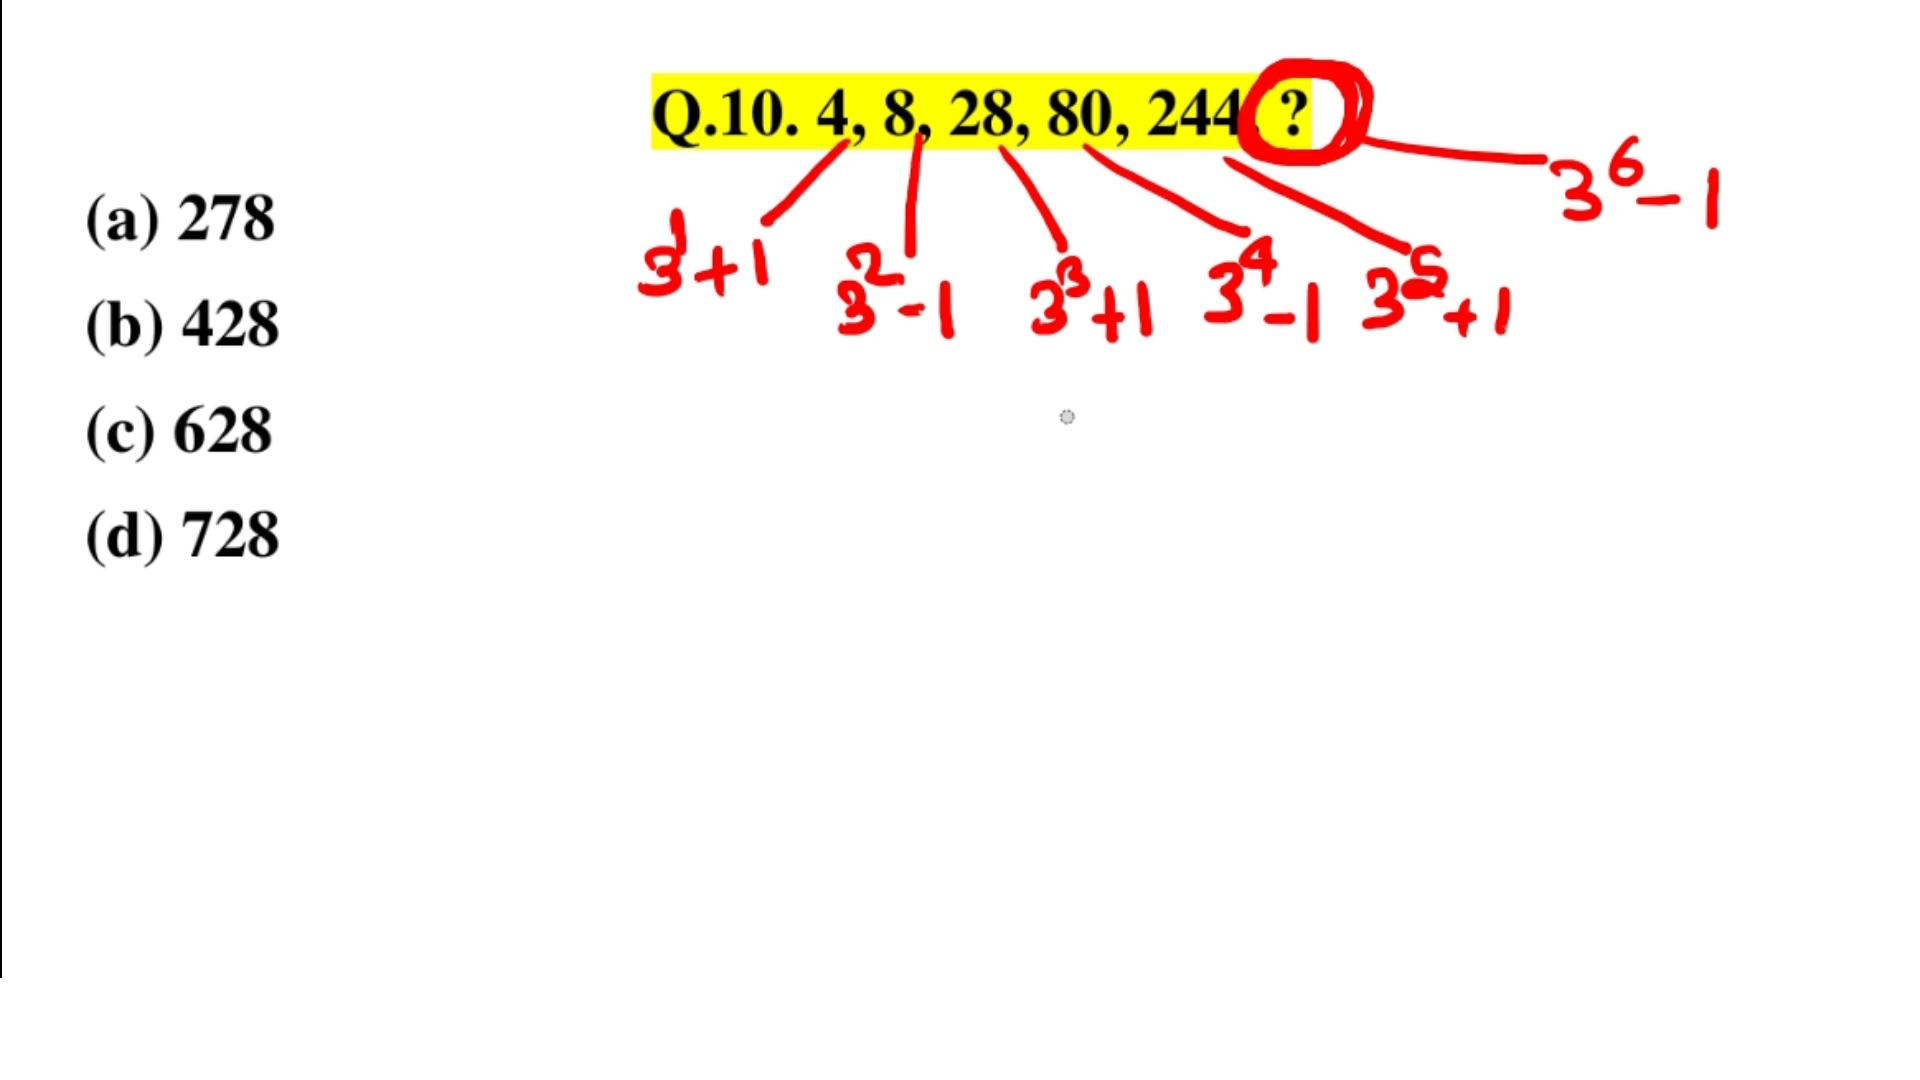 Q.10. 4, 8, 28, 80, 244, ?
3^6-1
(a) 278
3^1+1 3^2-1 3^3+1 3^4-1 3^5+1
(b) 428
(c) 628
(d) 728